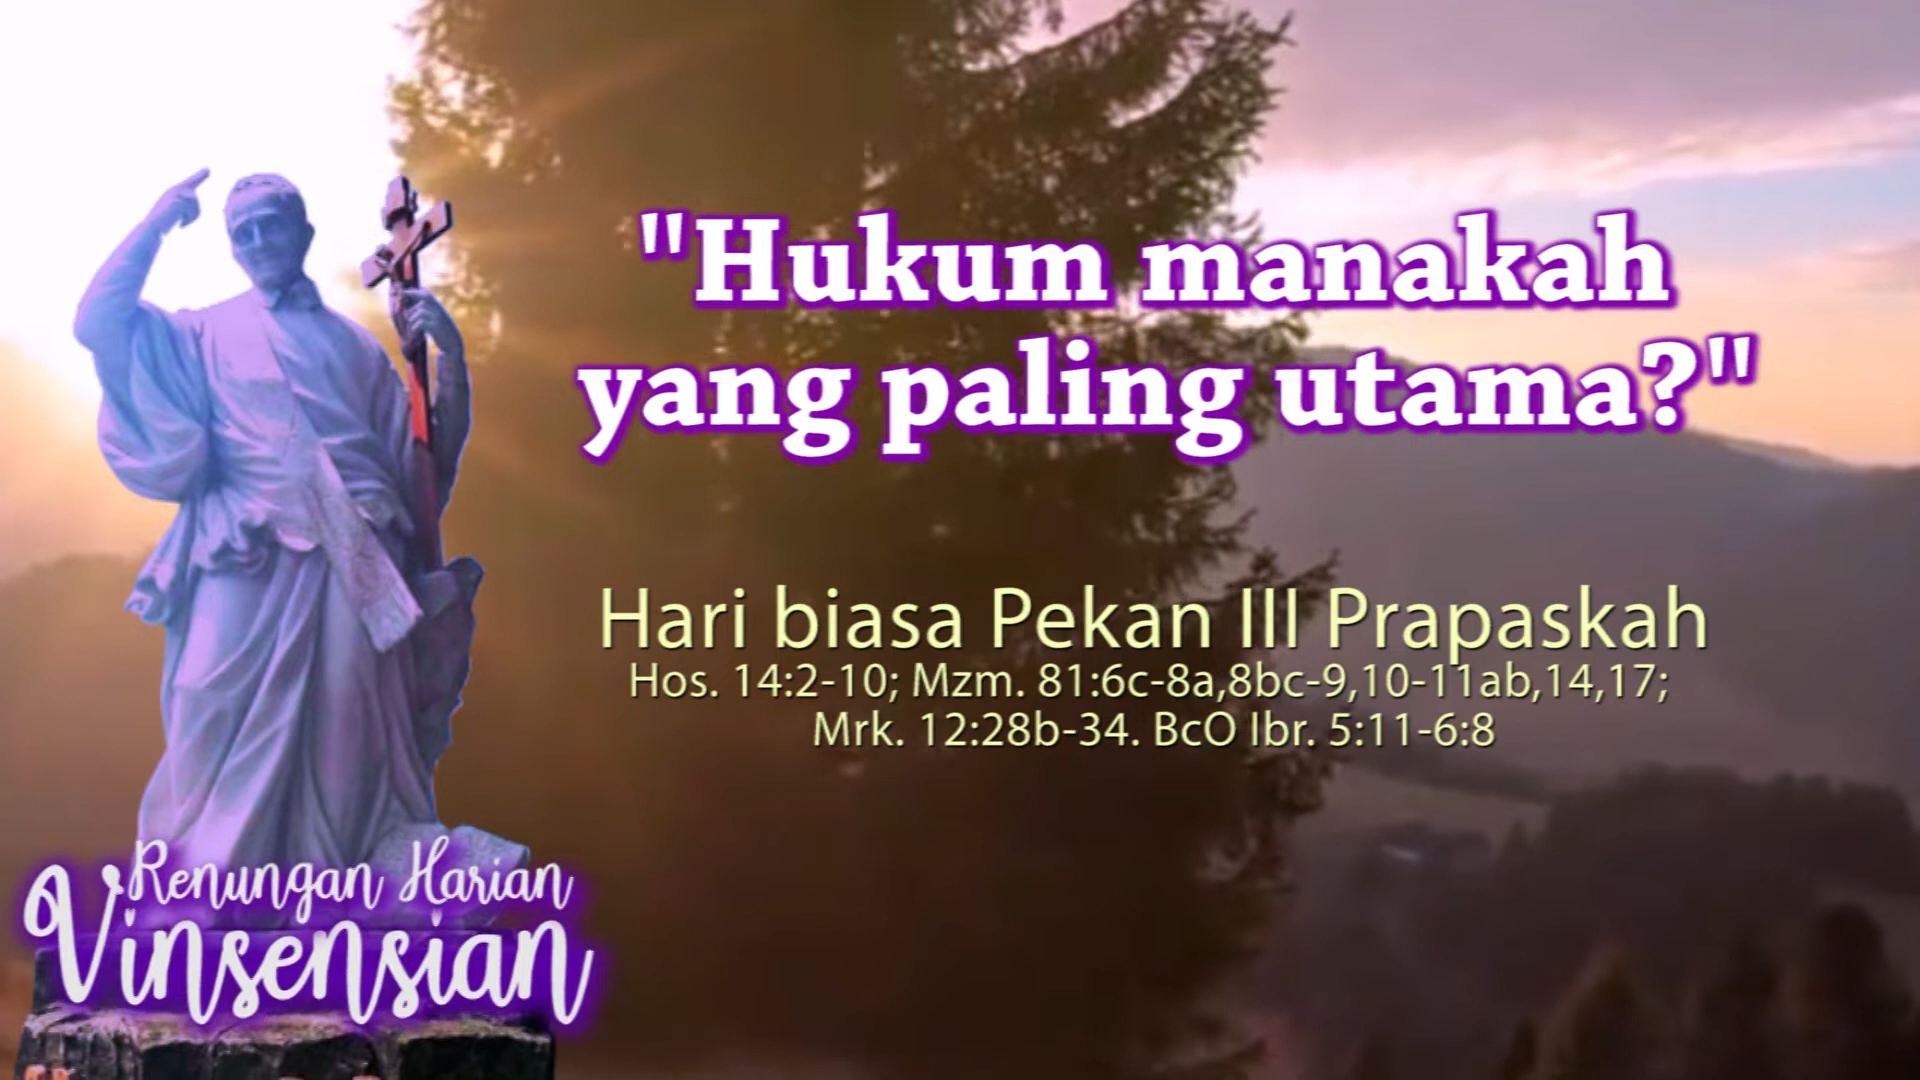 "Hukum manakah
yang paling utama?"
Hari biasa Pekan III Prapaskah
Hos. 14:2-10; Mzm. 81:6c-8a,8bc-9,10-11ab,14,17;
Mrk. 12:28b-34. BcO Ibr. 5:11-6:8
Renungan Harian
Vinsensian